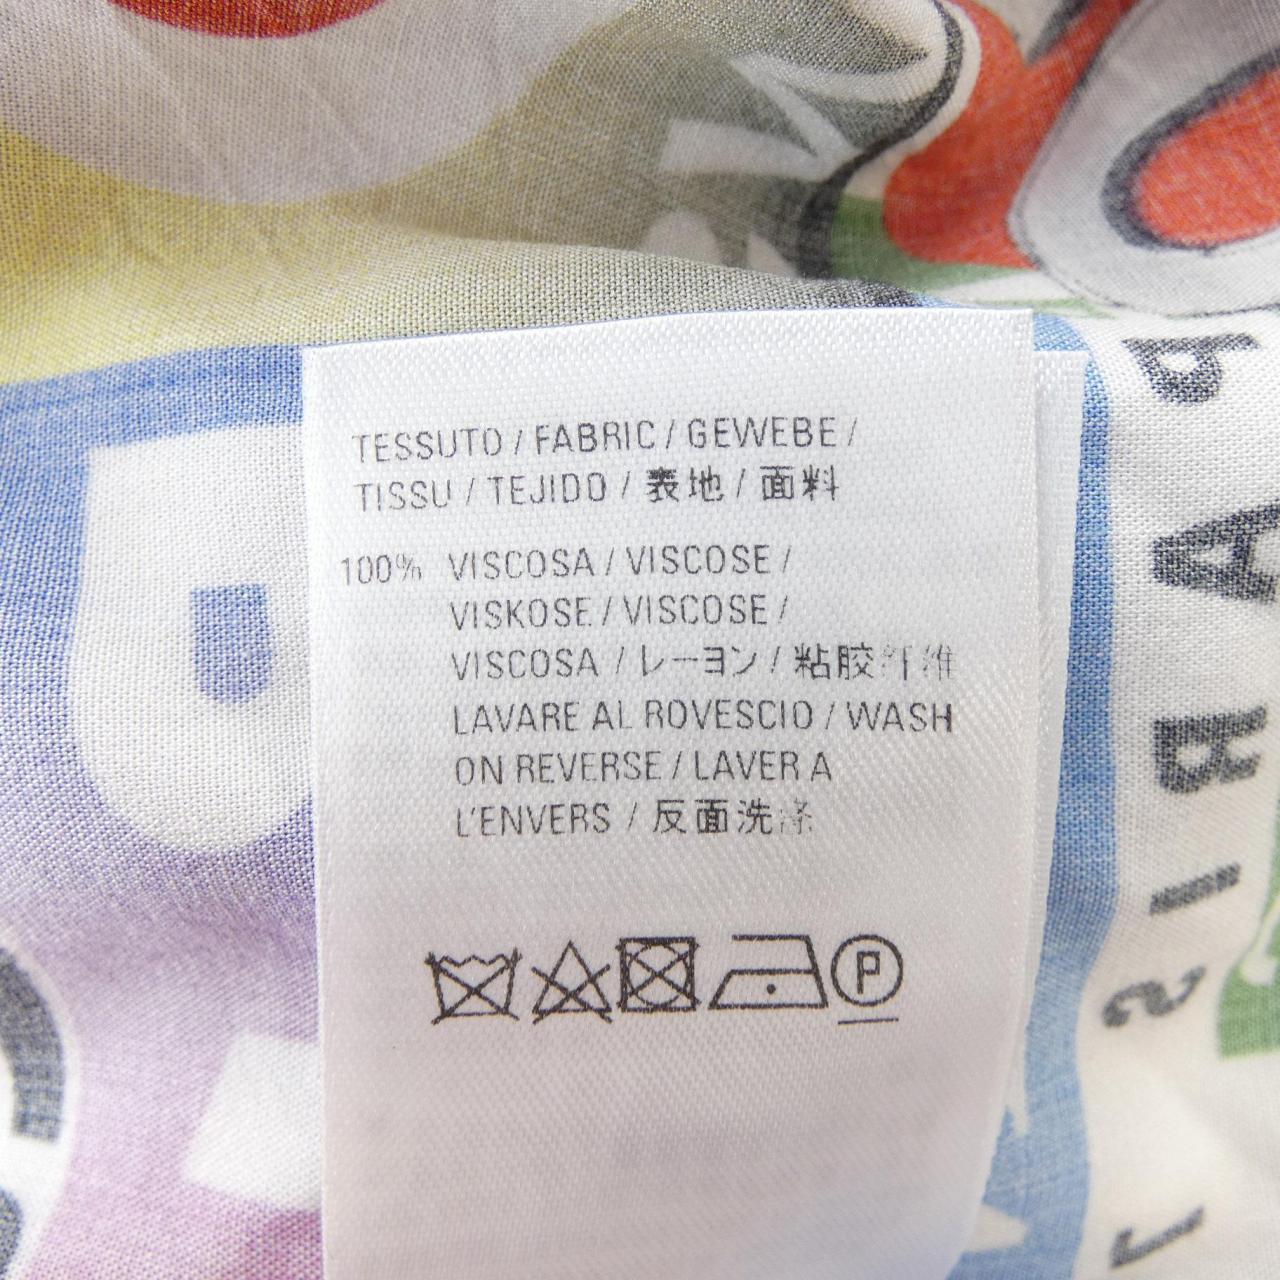 TESSUTO / FABRIC / GEWEBE /
TISSU / TEJIDO / 表地 / 面料
100% VISCOSA / VISCOSE /
VISKOSE / VISCOSE /
VISCOSA / レーヨン / 粘胶纤维
LAVARE AL ROVESCIO / WASH
ON REVERSE / LAVER A
L'ENVERS / 反面洗涤
P